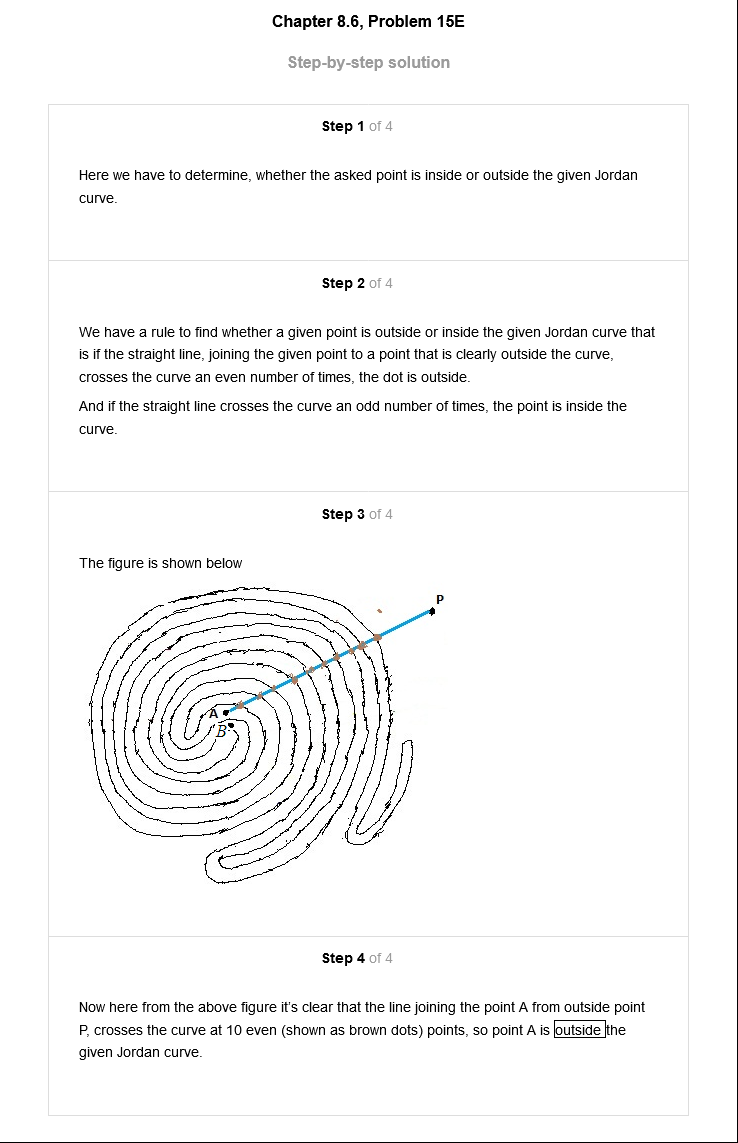 Chapter 8.6, Problem 15E
Step-by-step solution
Step 1 of 4
Here we have to determine, whether the asked point is inside or outside the given Jordan
curve.
Step 2 of 4
We have a rule to find whether a given point is outside or inside the given Jordan curve that
is if the straight line, joining the given point to a point that is clearly outside the curve,
crosses the curve an even number of times, the dot is outside.
And if the straight line crosses the curve an odd number of times, the point is inside the
curve.
Step 3 of 4
The figure is shown below
P
A
B
Step 4 of 4
Now here from the above figure it's clear that the line joining the point A from outside point
P, crosses the curve at 10 even (shown as brown dots) points, so point A is outside the
given Jordan curve.